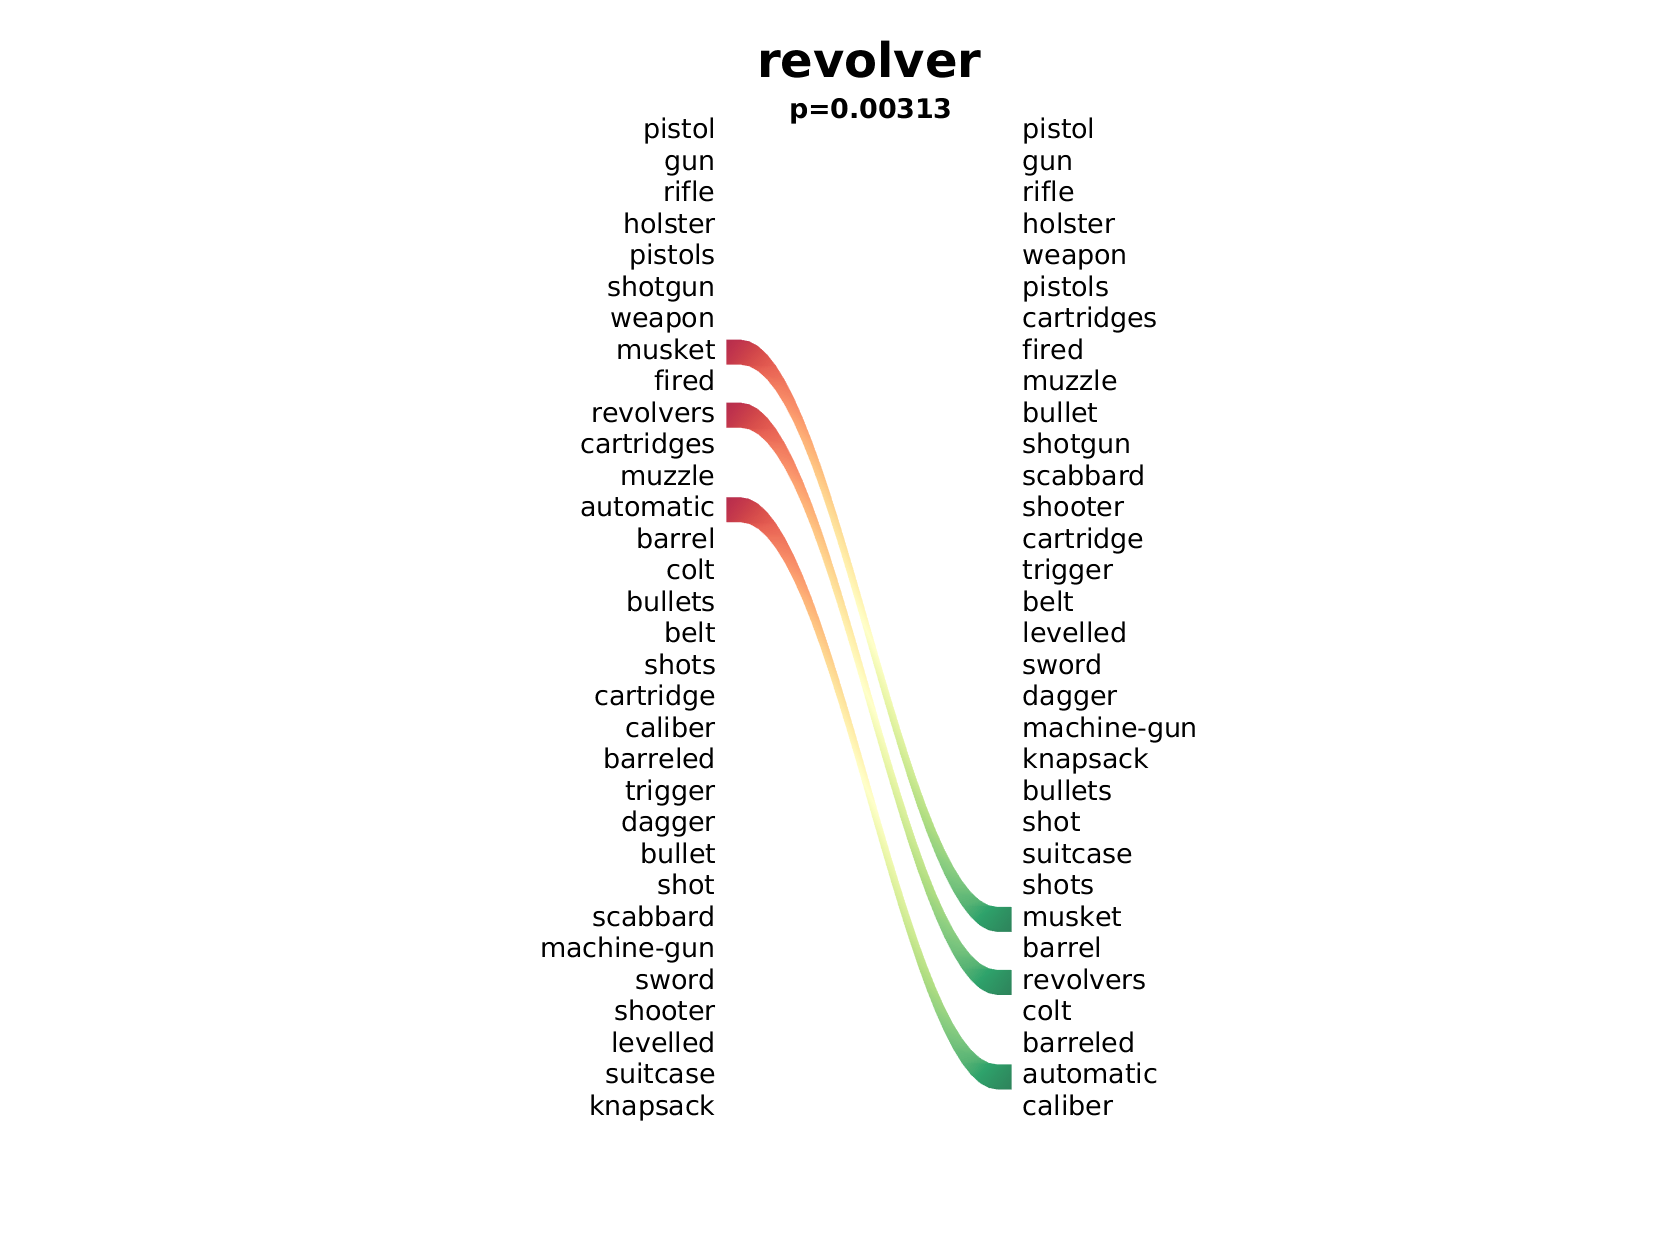 revolver
p=0.00313
pistol pistol
gun gun
rifle rifle
holster holster
pistols weapon
shotgun pistols
weapon cartridges
musket fired
fired muzzle
revolvers bullet
cartridges shotgun
muzzle scabbard
automatic shooter
barrel cartridge
colt trigger
bullets belt
belt levelled
shots sword
cartridge dagger
caliber machine-gun
barreled knapsack
trigger bullets
dagger shot
bullet suitcase
shot shots
scabbard musket
machine-gun barrel
sword revolvers
shooter colt
levelled barreled
suitcase automatic
knapsack caliber